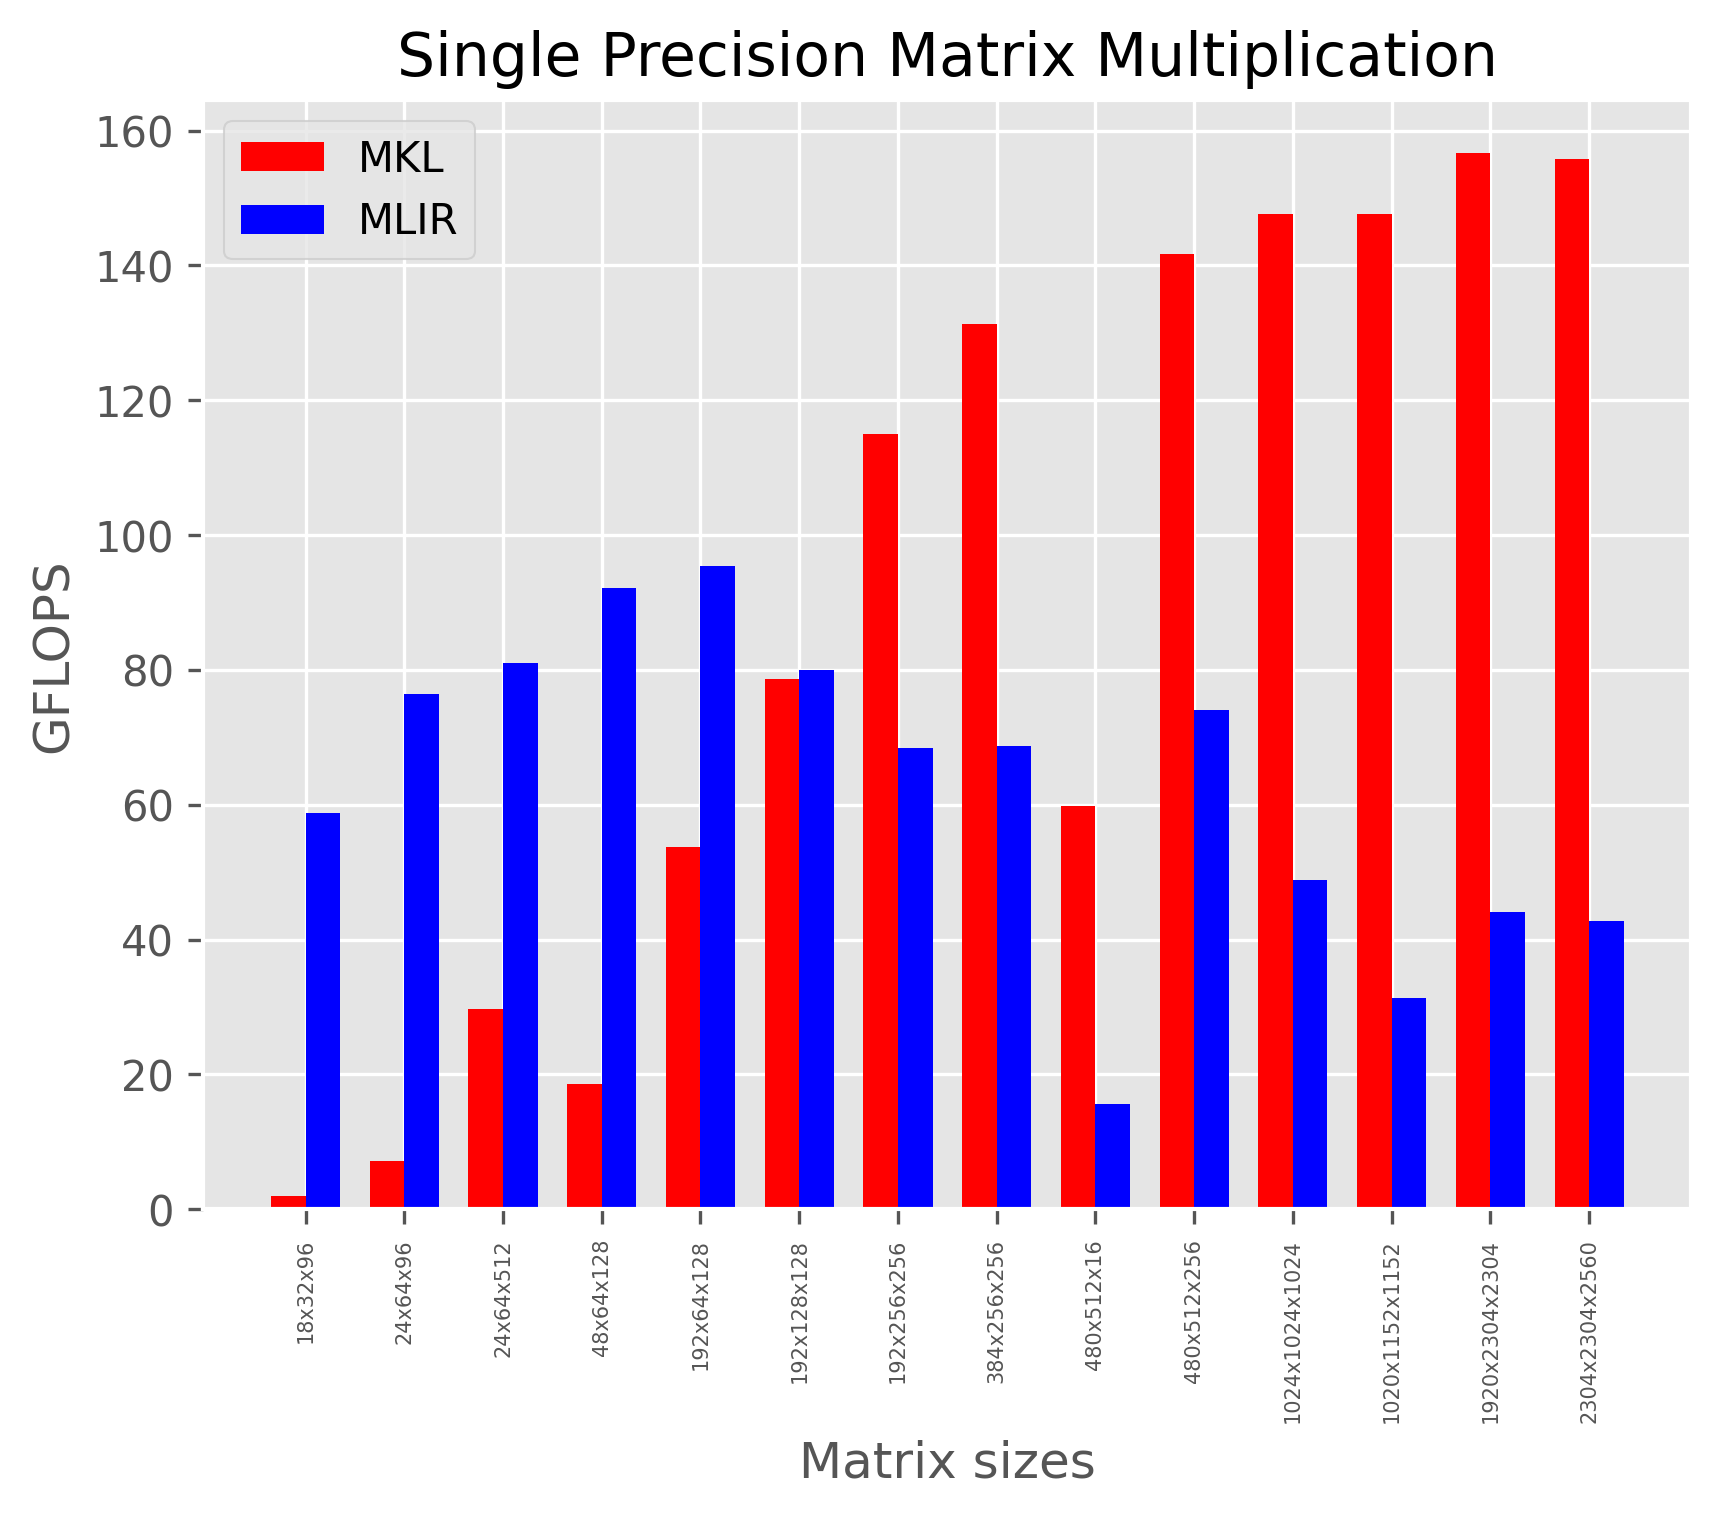 Single Precision Matrix Multiplication
MKL
MLIR
GFLOPS
160
140
120
100
80
60
40
20
0
18x32x96
24x64x96
24x64x512
48x64x128
192x64x128
192x128x128
192x256x256
384x256x256
480x512x16
480x512x256
1024x1024x1024
1020x1152x1152
1920x2304x2304
2304x2304x2560
Matrix sizes